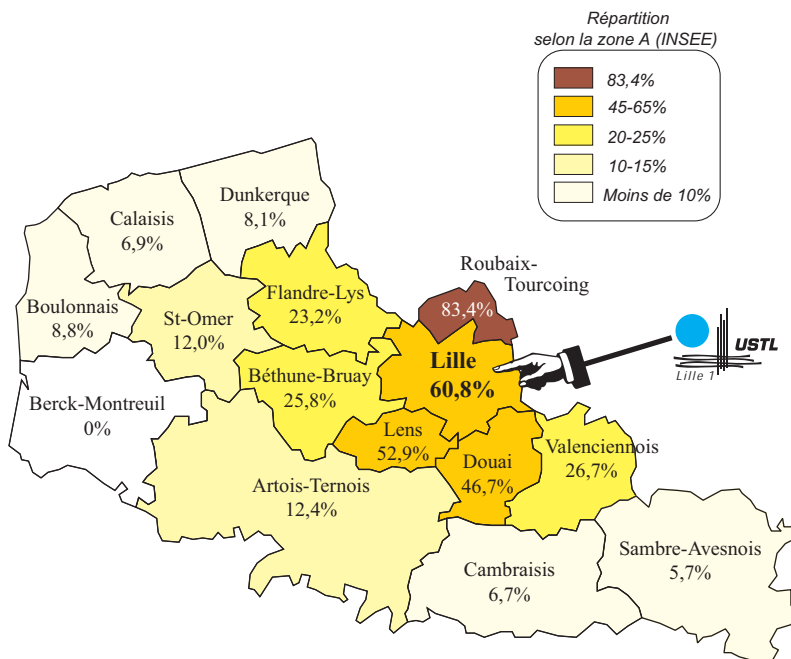 Répartition
selon la zone A (INSEE)
83,4%
45-65%
20-25%
10-15%
Moins de 10%
Dunkerque
8,1%
Calaisis
6,9%
Boulonnais
8,8%
St-Omer
12,0%
Flandre-Lys
23,2%
Roubaix-
Tourcoing
83,4%
Lille
60,8%
USTL
Lille 1
Béthune-Bruay
25,8%
Berck-Montreuil
0%
Lens
52,9%
Douai
46,7%
Valenciennois
26,7%
Artois-Ternois
12,4%
Cambraisis
6,7%
Sambre-Avesnois
5,7%